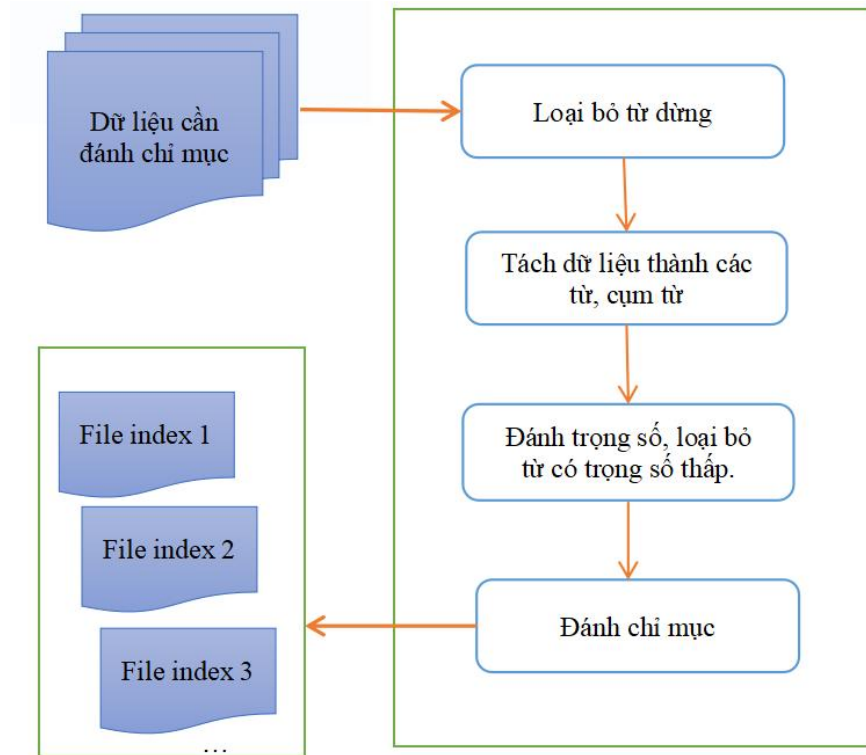 Dữ liệu cần
đánh chỉ mục
Loại bỏ từ dừng
Tách dữ liệu thành các
từ, cụm từ
Đánh trọng số, loại bỏ
từ có trọng số thấp.
Đánh chỉ mục
File index 1
File index 2
File index 3
...